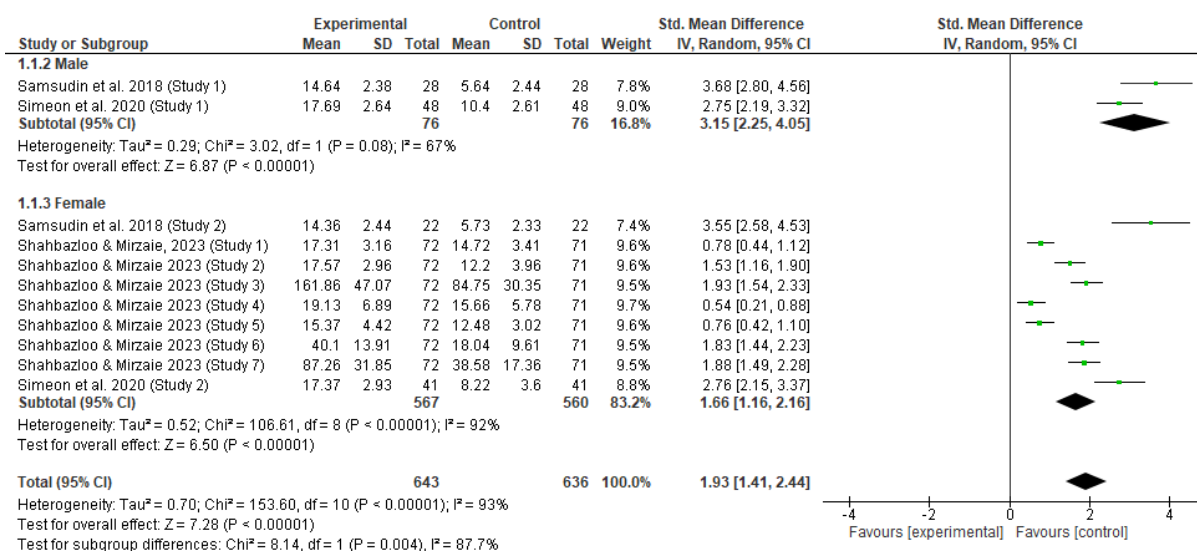 Experimental Control Std. Mean Difference Std. Mean Difference
Study or Subgroup Mean SD Total Mean SD Total Weight IV, Random, 95% CI IV, Random, 95% CI
1.1.2 Male
Samsudin et al. 2018 (Study 1) 14.64 2.38 28 5.64 2.44 28 7.8% 3.68 [2.80, 4.56]
Simeon et al. 2020 (Study 1) 17.69 2.64 48 10.4 2.61 48 9.0% 2.75 [2.19, 3.32]
Subtotal (95% CI) 76 76 16.8% 3.15 [2.25, 4.05]
Heterogeneity: Tau² = 0.29; Chi² = 3.02, df = 1 (P = 0.08); I² = 67%
Test for overall effect: Z = 6.87 (P < 0.00001)
1.1.3 Female
Samsudin et al. 2018 (Study 2) 14.36 2.44 22 5.73 2.33 22 7.4% 3.55 [2.58, 4.53]
Shahbazloo & Mirzaie, 2023 (Study 1) 17.31 3.16 72 14.72 3.41 71 9.6% 0.78 [0.44, 1.12]
Shahbazloo & Mirzaie 2023 (Study 2) 17.57 2.96 72 12.2 3.96 71 9.6% 1.53 [1.16, 1.90]
Shahbazloo & Mirzaie 2023 (Study 3) 161.86 47.07 72 84.75 30.35 71 9.5% 1.93 [1.54, 2.33]
Shahbazloo & Mirzaie 2023 (Study 4) 19.13 6.89 72 15.66 5.78 71 9.7% 0.54 [0.21, 0.88]
Shahbazloo & Mirzaie 2023 (Study 5) 15.37 4.42 72 12.48 3.02 71 9.6% 0.76 [0.42, 1.10]
Shahbazloo & Mirzaie 2023 (Study 6) 40.1 13.91 72 18.04 9.61 71 9.5% 1.83 [1.44, 2.23]
Shahbazloo & Mirzaie 2023 (Study 7) 87.26 31.85 72 38.58 17.36 71 9.5% 1.88 [1.49, 2.28]
Simeon et al. 2020 (Study 2) 17.37 2.93 41 8.22 3.6 41 8.8% 2.76 [2.15, 3.37]
Subtotal (95% CI) 567 560 83.2% 1.66 [1.16, 2.16]
Heterogeneity: Tau² = 0.52; Chi² = 106.61, df = 8 (P < 0.00001); I² = 92%
Test for overall effect: Z = 6.50 (P < 0.00001)
Total (95% CI) 643 636 100.0% 1.93 [1.41, 2.44]
Heterogeneity: Tau² = 0.70; Chi² = 153.60, df = 10 (P < 0.00001); I² = 93%
Test for overall effect: Z = 7.28 (P < 0.00001)
Test for subgroup differences: Chi² = 8.14, df = 1 (P = 0.004), I² = 87.7%
-4 -2 0 2 4
Favours [experimental] Favours [control]